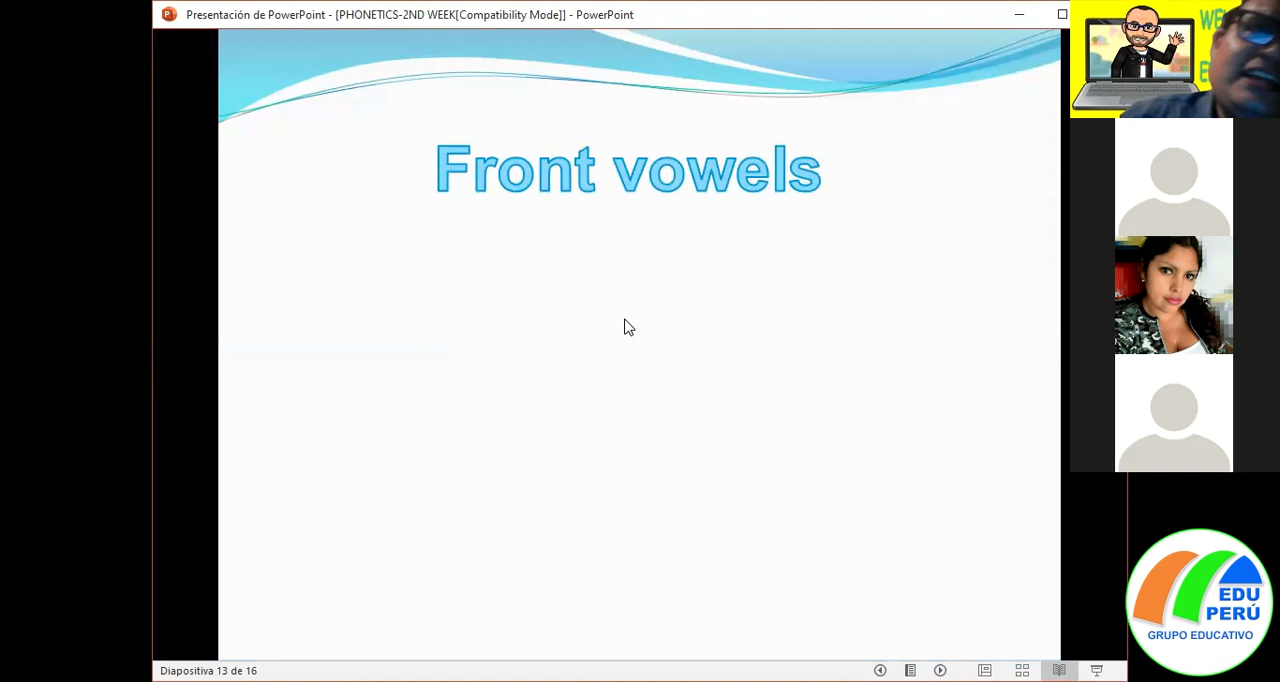 Presentación de PowerPoint - [PHONETICS-2ND WEEK[Compatibility Mode]] - PowerPoint
Front vowels
Diapositiva 13 de 16
EDU
PERÚ
GRUPO EDUCATIVO